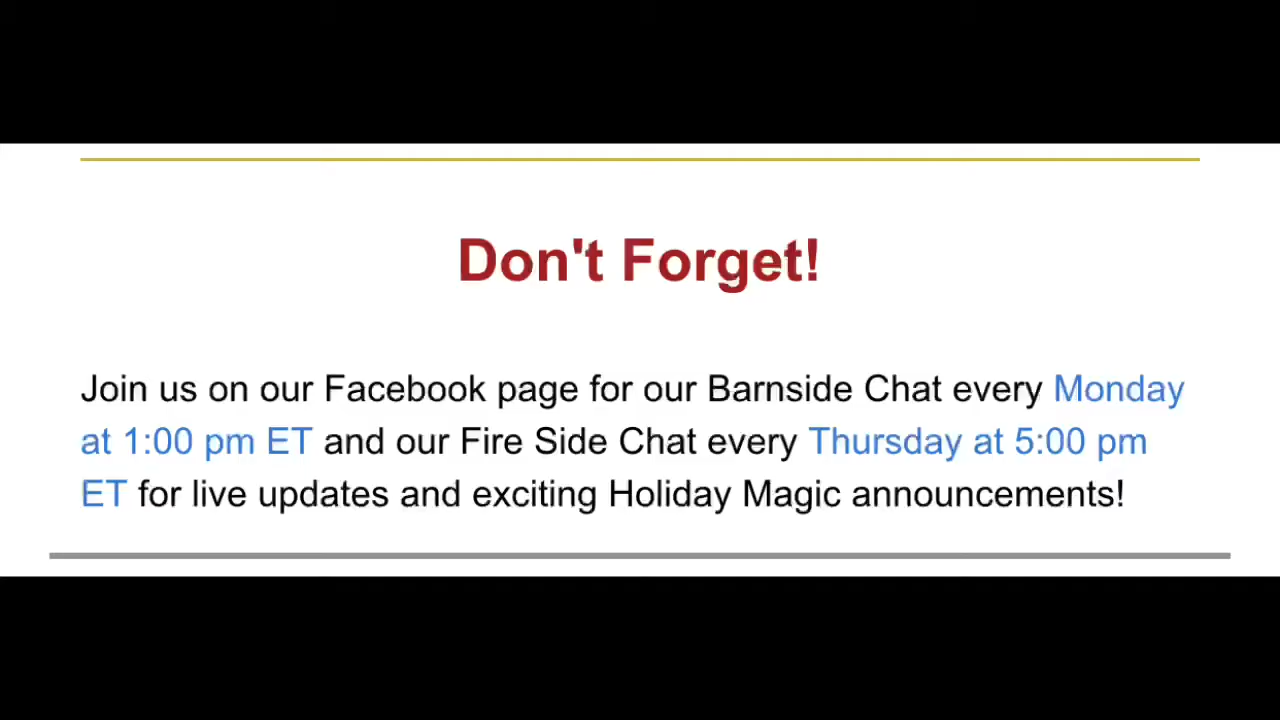 Don't Forget!
Join us on our Facebook page for our Barnside Chat every Monday
at 1:00 pm ET and our Fire Side Chat every Thursday at 5:00 pm
ET for live updates and exciting Holiday Magic announcements!